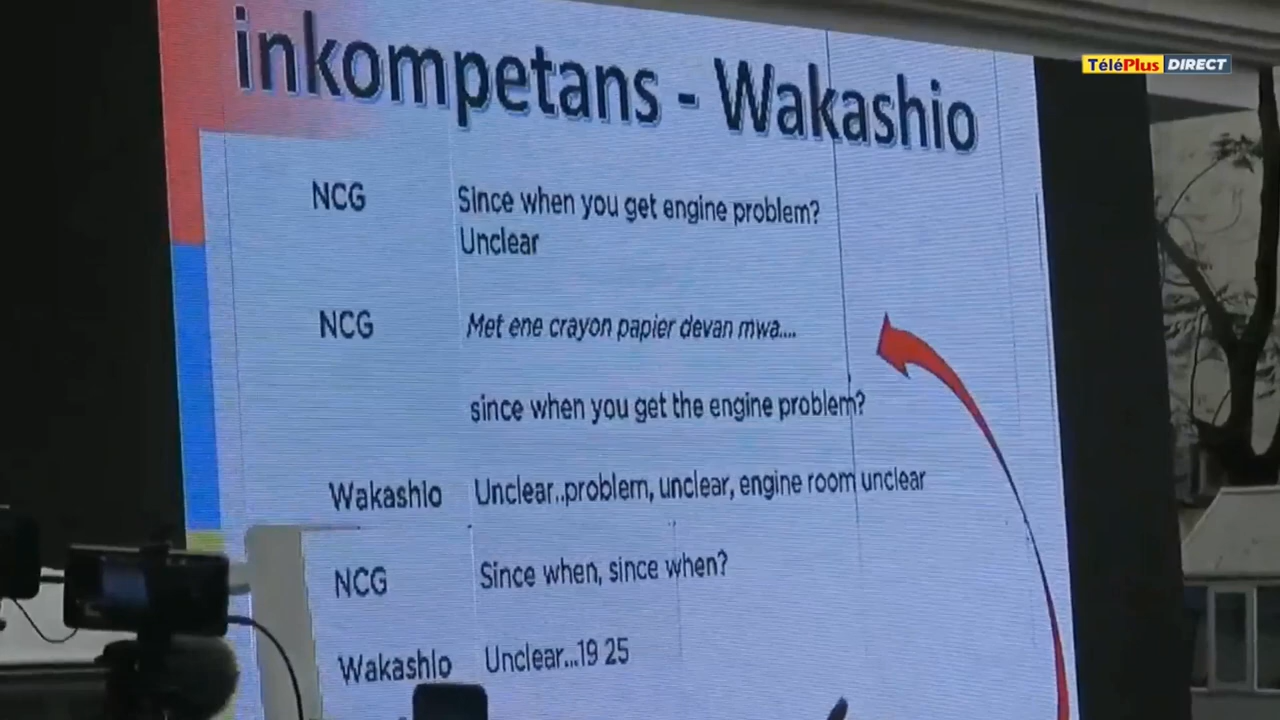 TéléPlus DIRECT
inkompetans - Wakashio
NCG Since when you get engine problem?
Unclear
NCG Met ene crayon papier devan mwa....
since when you get the engine problem?
Wakashio Unclear..problem, unclear, engine room unclear
NCG Since when, since when?
Wakashio Unclear...19 25